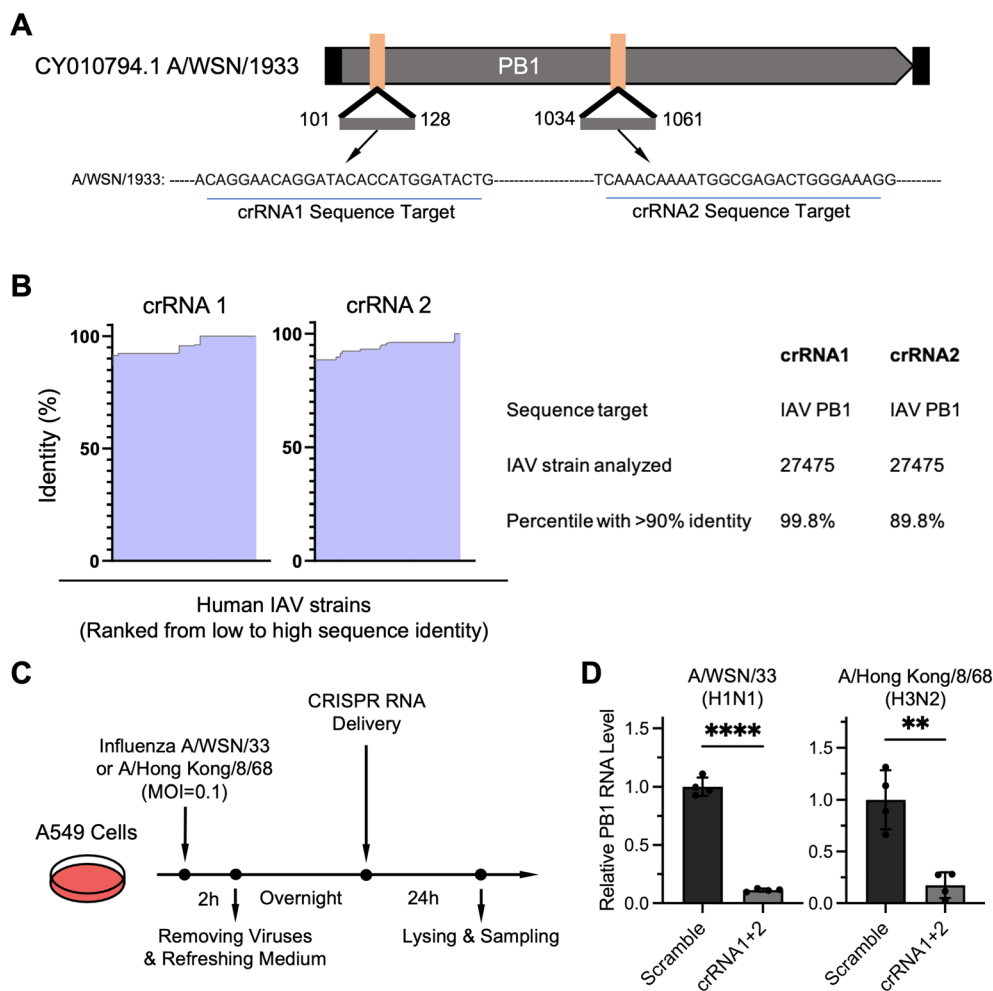 A
CY010794.1 A/WSN/1933
PB1
101
128
1034
1061
A/WSN/1933: -----ACAGGAACAGGATACACCATGGATACTG--------------------TCAAACAAAATGGCGAGACTGGGAAAGG---------
crRNA1 Sequence Target
crRNA2 Sequence Target
B
crRNA 1
crRNA 2
Identity (%)
100
50
0
100
50
0
Human IAV strains
(Ranked from low to high sequence identity)
crRNA1 crRNA2
Sequence target IAV PB1 IAV PB1
IAV strain analyzed 27475 27475
Percentile with >90% identity 99.8% 89.8%
C
CRISPR RNA
Delivery
Influenza A/WSN/33
or A/Hong Kong/8/68
(MOI=0.1)
A549 Cells
2h
Overnight
24h
Removing Viruses
& Refreshing Medium
Lysing & Sampling
D
A/WSN/33
(H1N1)
A/Hong Kong/8/68
(H3N2)
Relative PB1 RNA Level
1.5
1.0
0.5
0.0
****
Scramble
crRNA1+2
1.5
1.0
0.5
0.0
**
Scramble
crRNA1+2